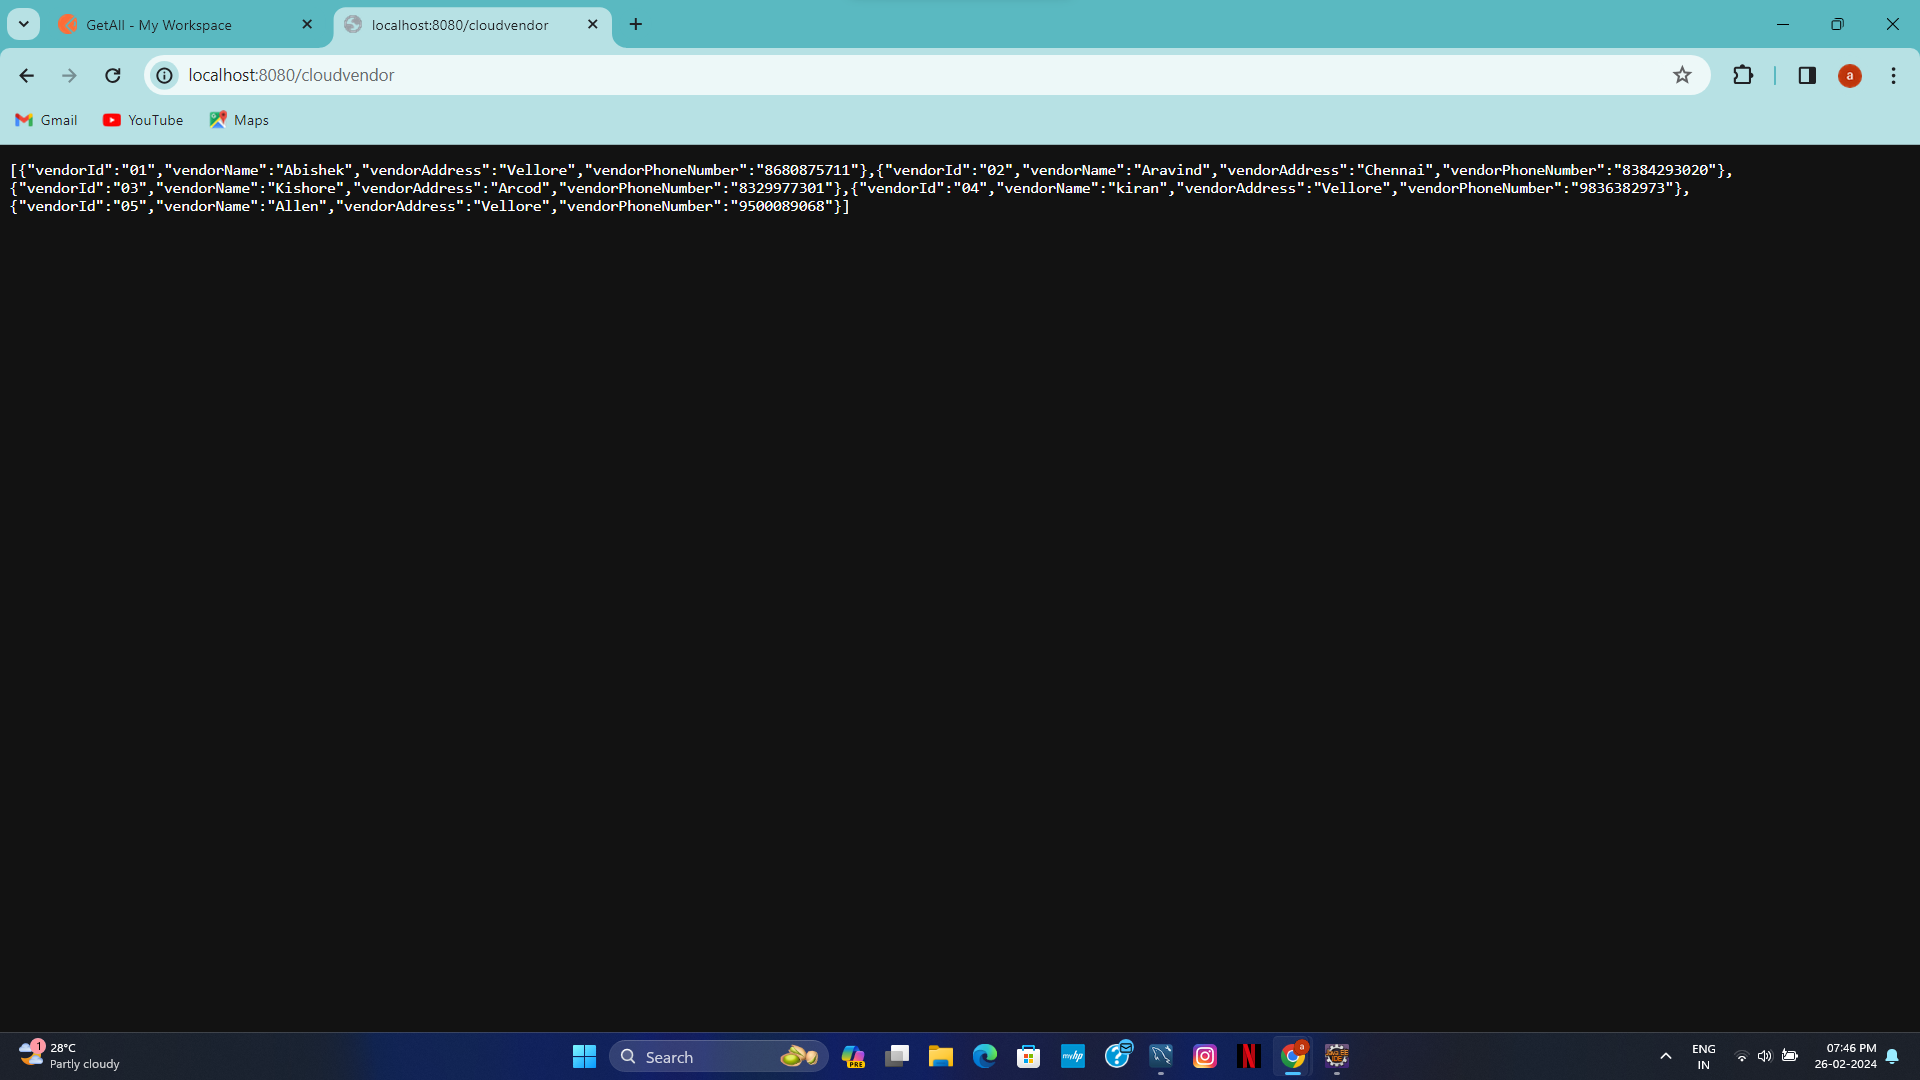 GetAll - My Workspace
localhost:8080/cloudvendor
localhost:8080/cloudvendor
a
Gmail
YouTube
Maps
[{"vendorId":"01","vendorName":"Abishek","vendorAddress":"Vellore","vendorPhoneNumber":"8680875711"},{"vendorId":"02","vendorName":"Aravind","vendorAddress":"Chennai","vendorPhoneNumber":"8384293020"},
{"vendorId":"03","vendorName":"Kishore","vendorAddress":"Arcod","vendorPhoneNumber":"8329977301"},{"vendorId":"04","vendorName":"kiran","vendorAddress":"Vellore","vendorPhoneNumber":"9836382973"},
{"vendorId":"05","vendorName":"Allen","vendorAddress":"Vellore","vendorPhoneNumber":"9500089068"}]
1
28°C
Partly cloudy
Search
PRE
myhp
a
ENG
IN
07:46 PM
26-02-2024